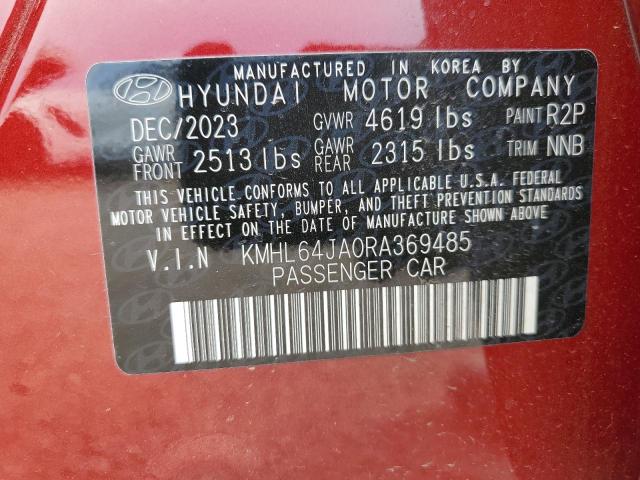 MANUFACTURED IN KOREA BY
HYUNDAI MOTOR COMPANY
DEC/2023 GVWR 4619 lbs PAINT R2P
GAWR FRONT 2513 lbs GAWR REAR 2315 lbs TRIM NNB
THIS VEHICLE CONFORMS TO ALL APPLICABLE U.S.A. FEDERAL
MOTOR VEHICLE SAFETY, BUMPER, AND THEFT PREVENTION STANDARDS
IN EFFECT ON THE DATE OF MANUFACTURE SHOWN ABOVE.
V.I.N KMHL64JA0RA369485
PASSENGER CAR